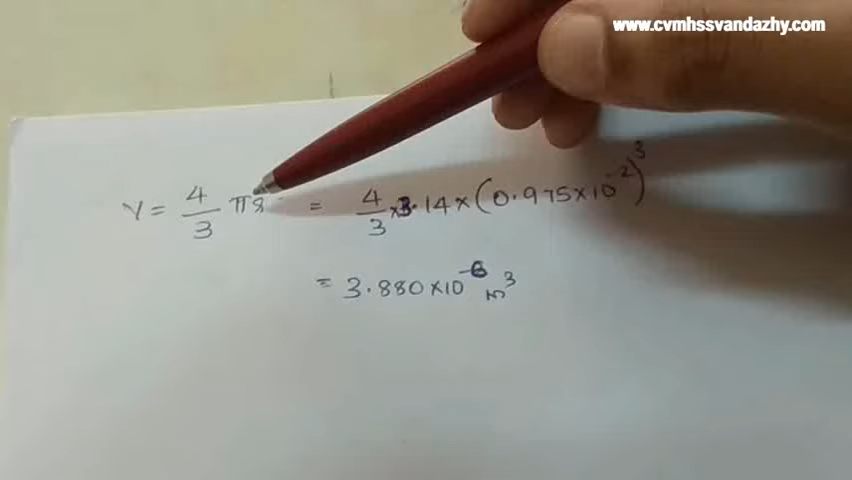 www.cvmhssvandazhy.com
V = 4/3 πr = 4/3 × 3.14 × (0.975×10⁻²)³
= 3.880×10⁻⁶ m³